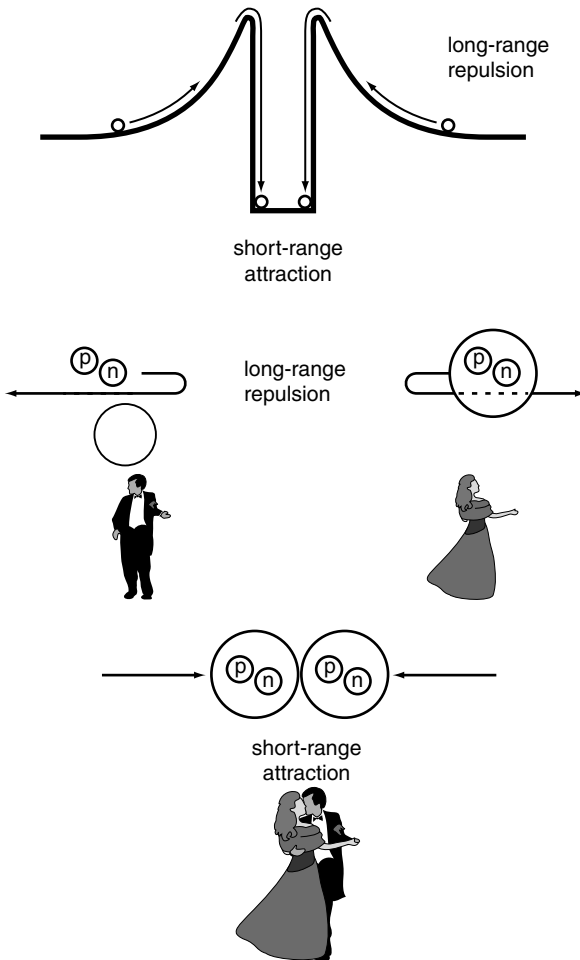 long-range
repulsion
short-range
attraction
p
n
long-range
repulsion
p
n
p
n
p
n
short-range
attraction